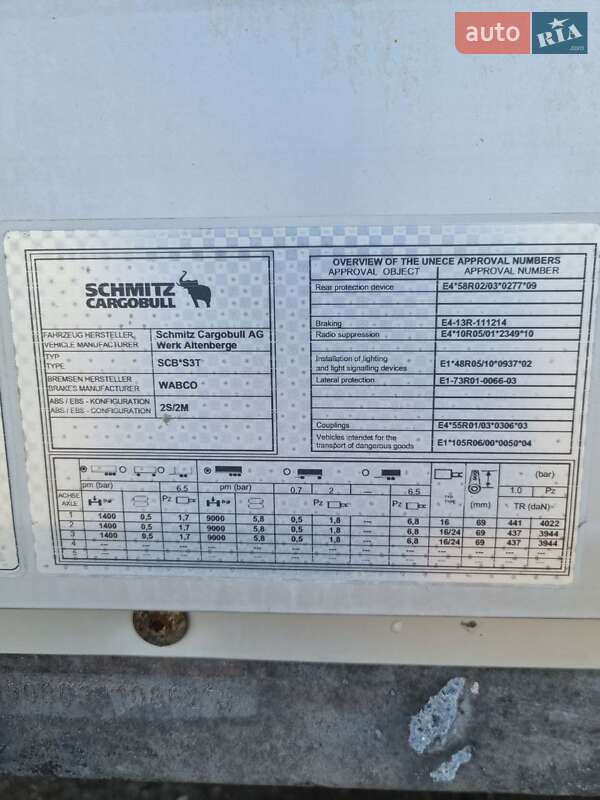 auto RIA .com
SCHMITZ
CARGOBULL
FAHRZEUG HERSTELLER
VEHICLE MANUFACTURER
Schmitz Cargobull AG
Werk Altenberge
TYP
TYPE
SCB*S3T
BREMSEN HERSTELLER
BRAKES MANUFACTURER
WABCO
ABS / EBS - KONFIGURATION
ABS / EBS - CONFIGURATION
2S/2M
OVERVIEW OF THE UNECE APPROVAL NUMBERS
APPROVAL OBJECT APPROVAL NUMBER
Rear protection device E4*58R02/03*0277*09
Braking E4-13R-111214
Radio suppression E4*10R05/01*2349*10
Installation of lighting
and light signalling devices E1*48R05/10*0937*02
Lateral protection E1-73R01-0066-03
Couplings E4*55R01/03*0306*03
Vehicles intendet for the
transport of dangerous goods E1*105R06/00*0050*04
(bar)
pm (bar) 6.5 pm (bar) 0.7 2 --- 6.5 1.0 Pz
ACHSE
AXLE
Pz Pz Pz TYP TYPE (mm) TR (daN)
1 1400 0,5 1,7 9000 5,8 0,5 1,8 --- 6,8 16 69 441 4022
2 1400 0,5 1,7 9000 5,8 0,5 1,8 --- 6,8 16/24 69 437 3944
3 1400 0,5 1,7 9000 5,8 0,5 1,8 --- 6,8 16/24 69 437 3944
4 --- --- --- --- --- --- --- --- --- --- --- --- ---
5 --- --- --- --- --- --- --- --- --- --- --- --- ---